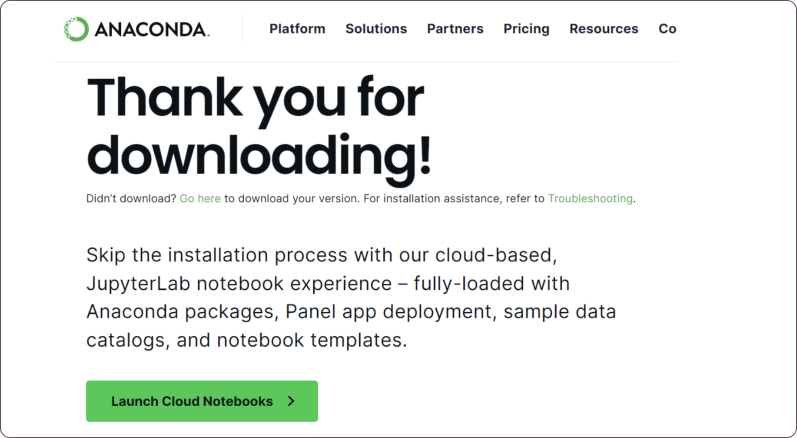 ANACONDA.
Platform Solutions Partners Pricing Resources Co
Thank you for
downloading!
Didn’t download? Go here to download your version. For installation assistance, refer to Troubleshooting.
Skip the installation process with our cloud-based,
JupyterLab notebook experience – fully-loaded with
Anaconda packages, Panel app deployment, sample data
catalogs, and notebook templates.
Launch Cloud Notebooks